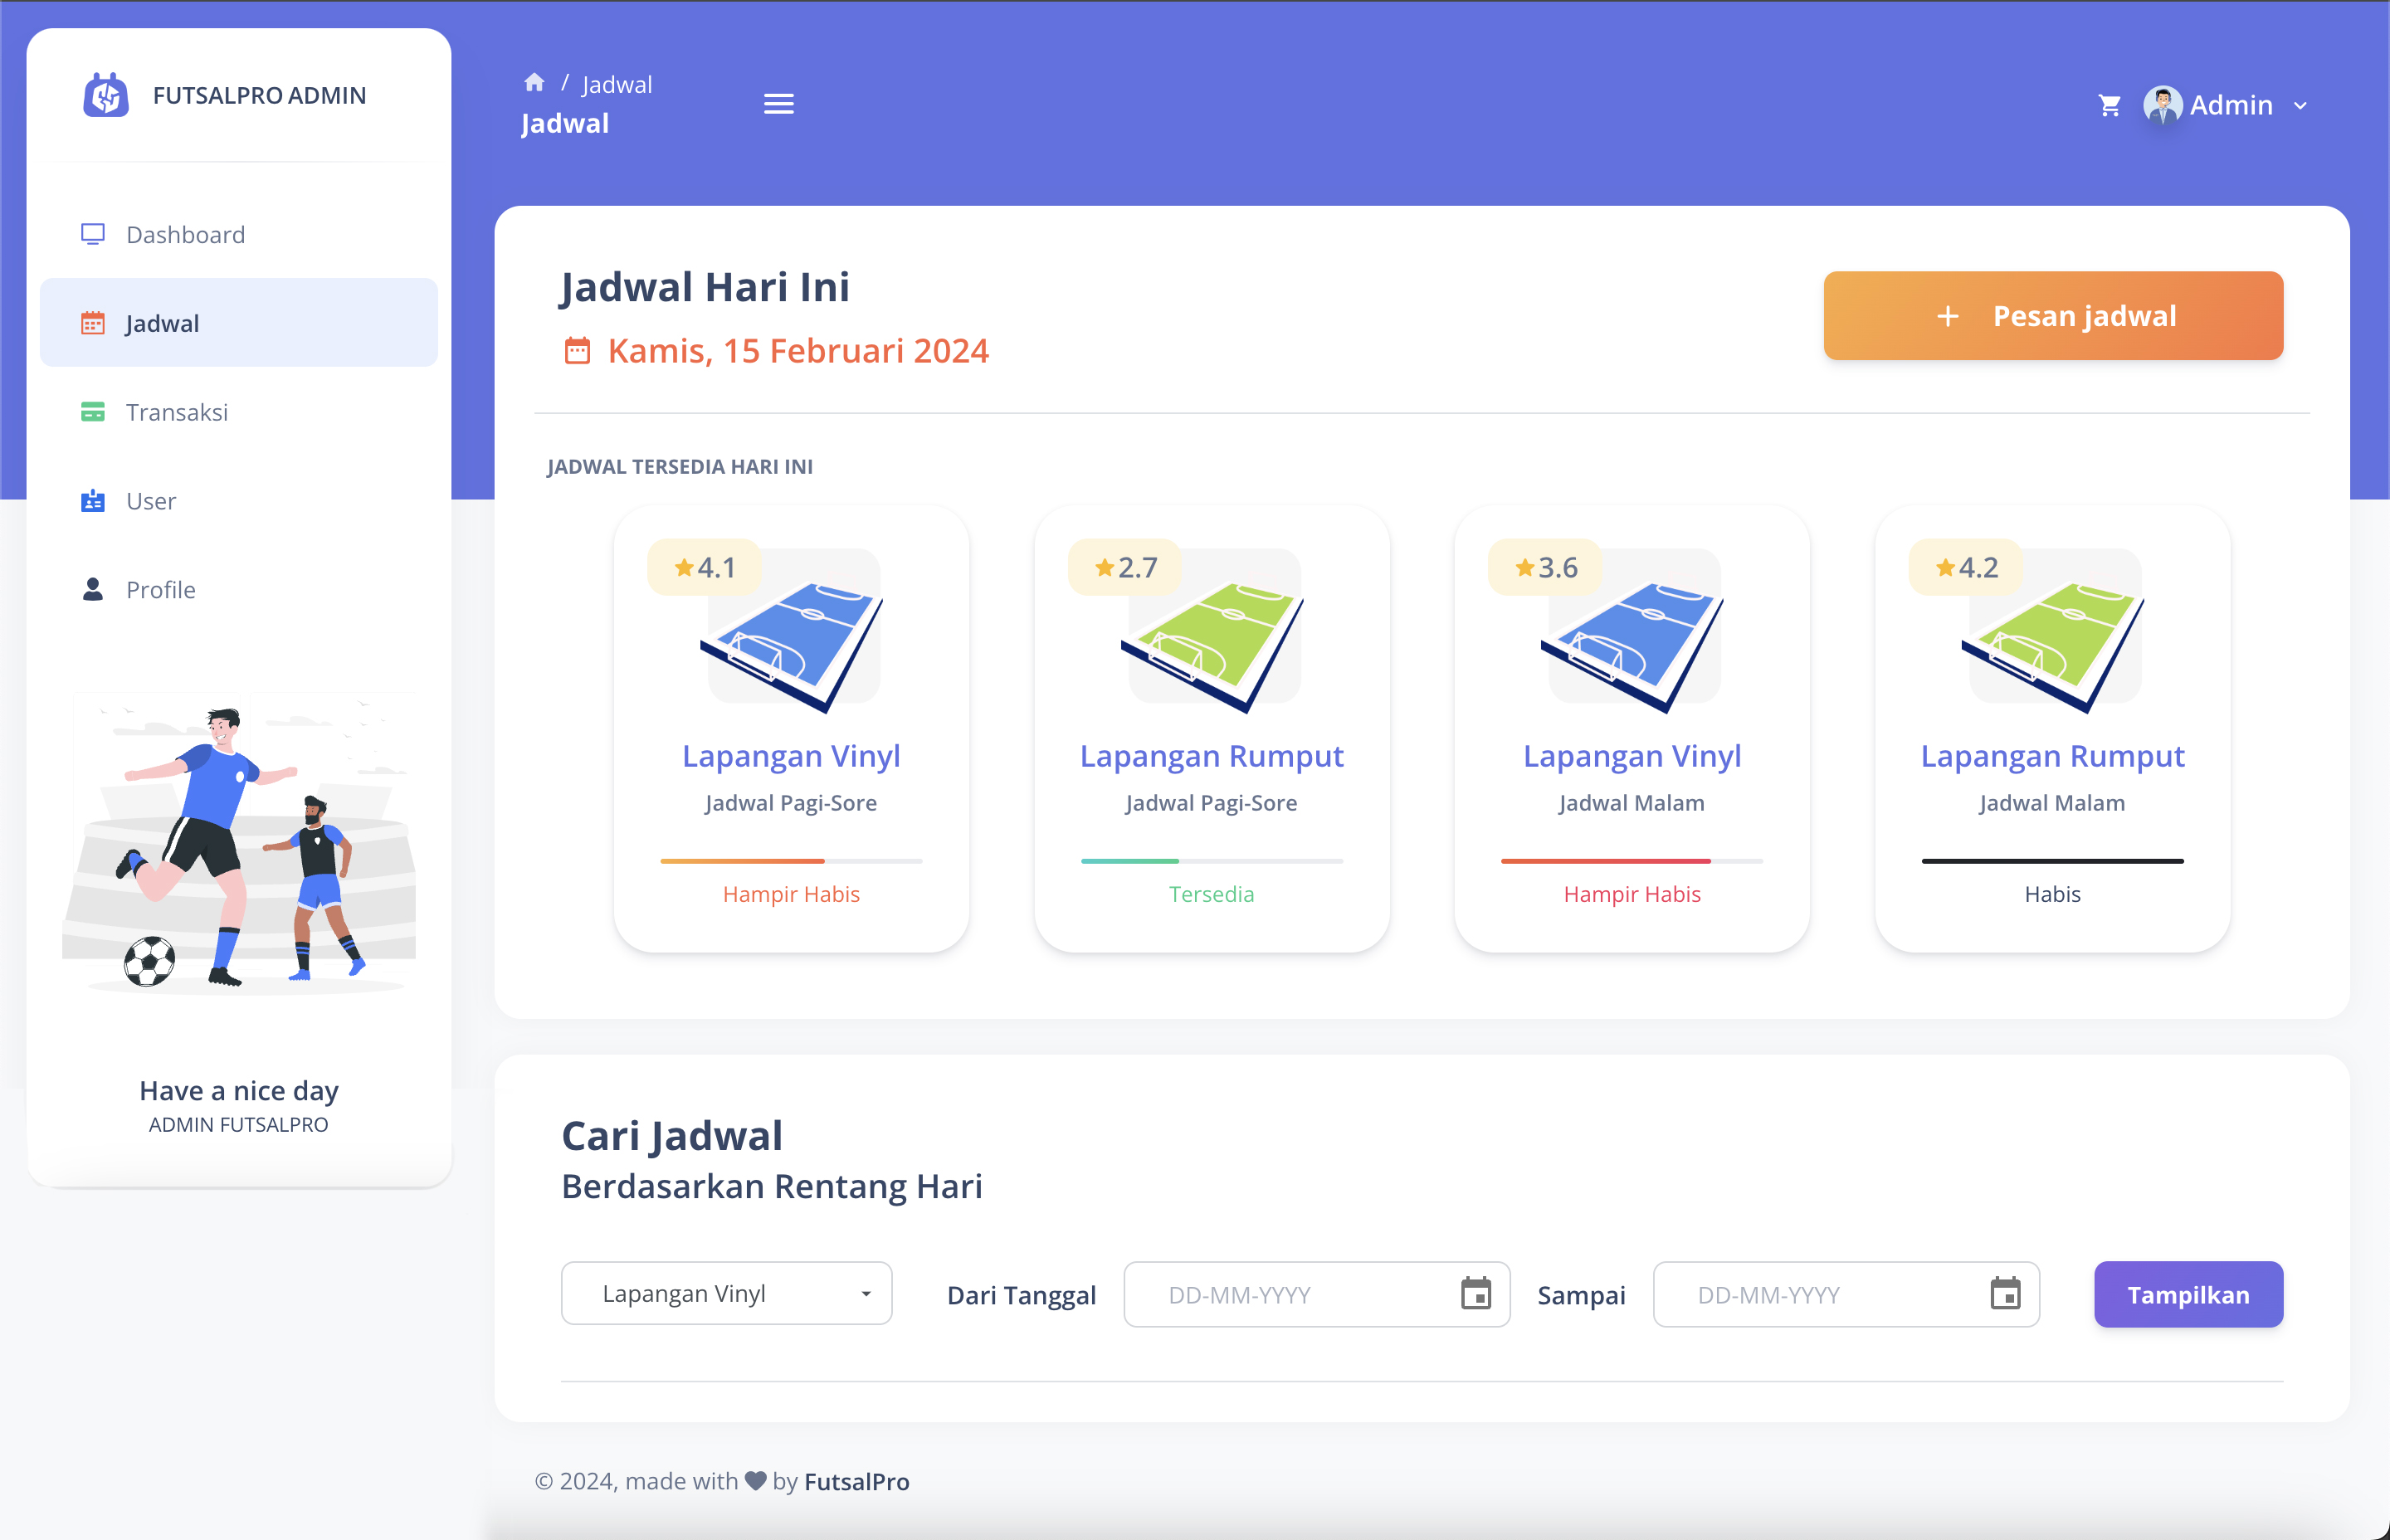 FUTSALPRO ADMIN
Dashboard
Jadwal
Transaksi
User
Profile
Have a nice day
ADMIN FUTSALPRO
/ Jadwal
Jadwal
Admin
Jadwal Hari Ini
Kamis, 15 Februari 2024
+ Pesan jadwal
JADWAL TERSEDIA HARI INI
4.1
Lapangan Vinyl
Jadwal Pagi-Sore
Hampir Habis
2.7
Lapangan Rumput
Jadwal Pagi-Sore
Tersedia
3.6
Lapangan Vinyl
Jadwal Malam
Hampir Habis
4.2
Lapangan Rumput
Jadwal Malam
Habis
Cari Jadwal
Berdasarkan Rentang Hari
Lapangan Vinyl
Dari Tanggal
DD-MM-YYYY
Sampai
DD-MM-YYYY
Tampilkan
© 2024, made with ♥ by FutsalPro